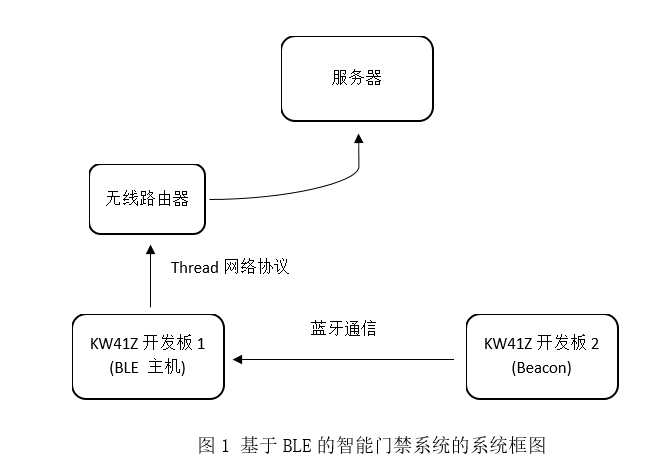 服务器
无线路由器
Thread 网络协议
KW41Z 开发板 1
(BLE 主机)
蓝牙通信
KW41Z 开发板 2
(Beacon)
图 1 基于 BLE 的智能门禁系统的系统框图